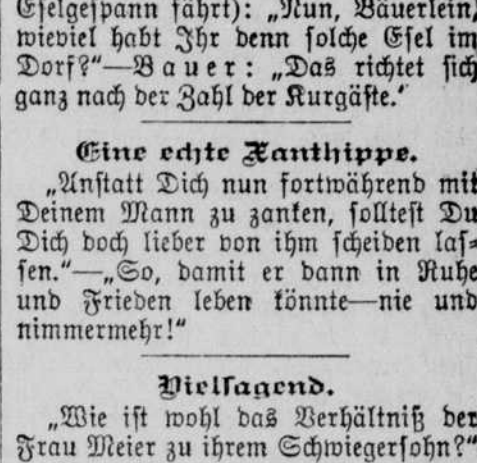 Eselgespann fährt): „Nun, Bäuerlein,
wieviel habt Ihr denn solche Esel im
Dorf?“—Bauer: „Das richtet sich
ganz nach der Zahl der Kurgäste.“
Eine echte Xanthippe.
„Anstatt Dich nun fortwährend mit
Deinem Mann zu zanken, solltest Du
Dich doch lieber von ihm scheiden las-
sen.“—„So, damit er dann in Ruhe
und Frieden leben könnte—nie und
nimmermehr!“
Vielsagend.
„Wie ist wohl das Verhältniß der
Frau Meier zu ihrem Schwiegersohn?“